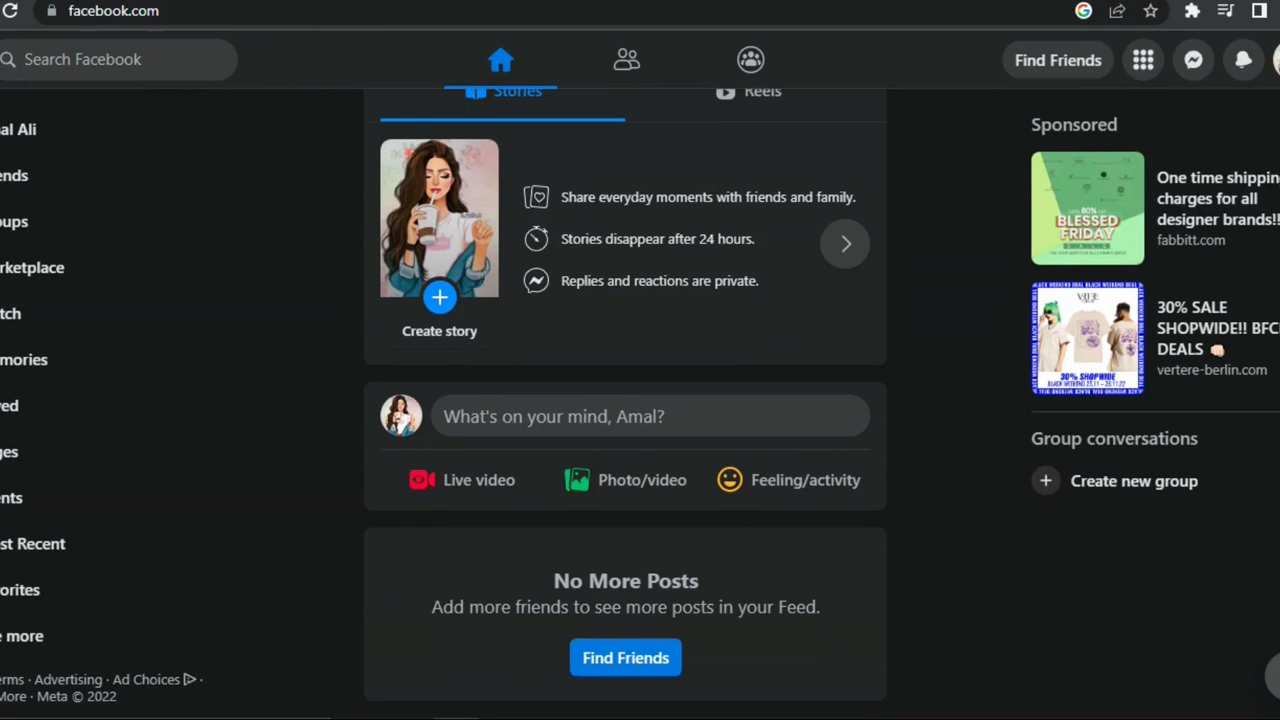 facebook.com
Search Facebook
Find Friends
Stories
Reels
al Ali
ends
oups
rketplace
tch
mories
ved
ges
nts
st Recent
orites
e more
erms · Advertising · Ad Choices ·
More · Meta © 2022
Share everyday moments with friends and family.
Stories disappear after 24 hours.
Replies and reactions are private.
Create story
What's on your mind, Amal?
Live video
Photo/video
Feeling/activity
No More Posts
Add more friends to see more posts in your Feed.
Find Friends
Sponsored
80%
BLESSED
FRIDAY
SALE
One time shippin
charges for all
designer brands!!
fabbitt.com
30% SHOPWIDE
30% SALE
SHOPWIDE!! BFC
DEALS 👊🏻
vertere-berlin.com
Group conversations
Create new group